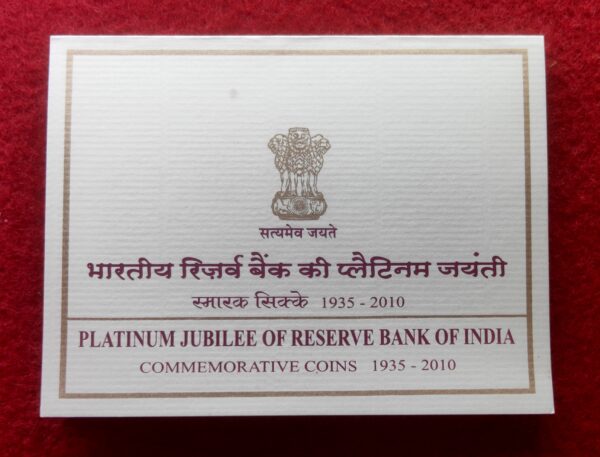 सत्यमेव जयते
भारतीय रिज़र्व बैंक की प्लैटिनम जयंती
स्मारक सिक्के 1935 - 2010
PLATINUM JUBILEE OF RESERVE BANK OF INDIA
COMMEMORATIVE COINS 1935 - 2010